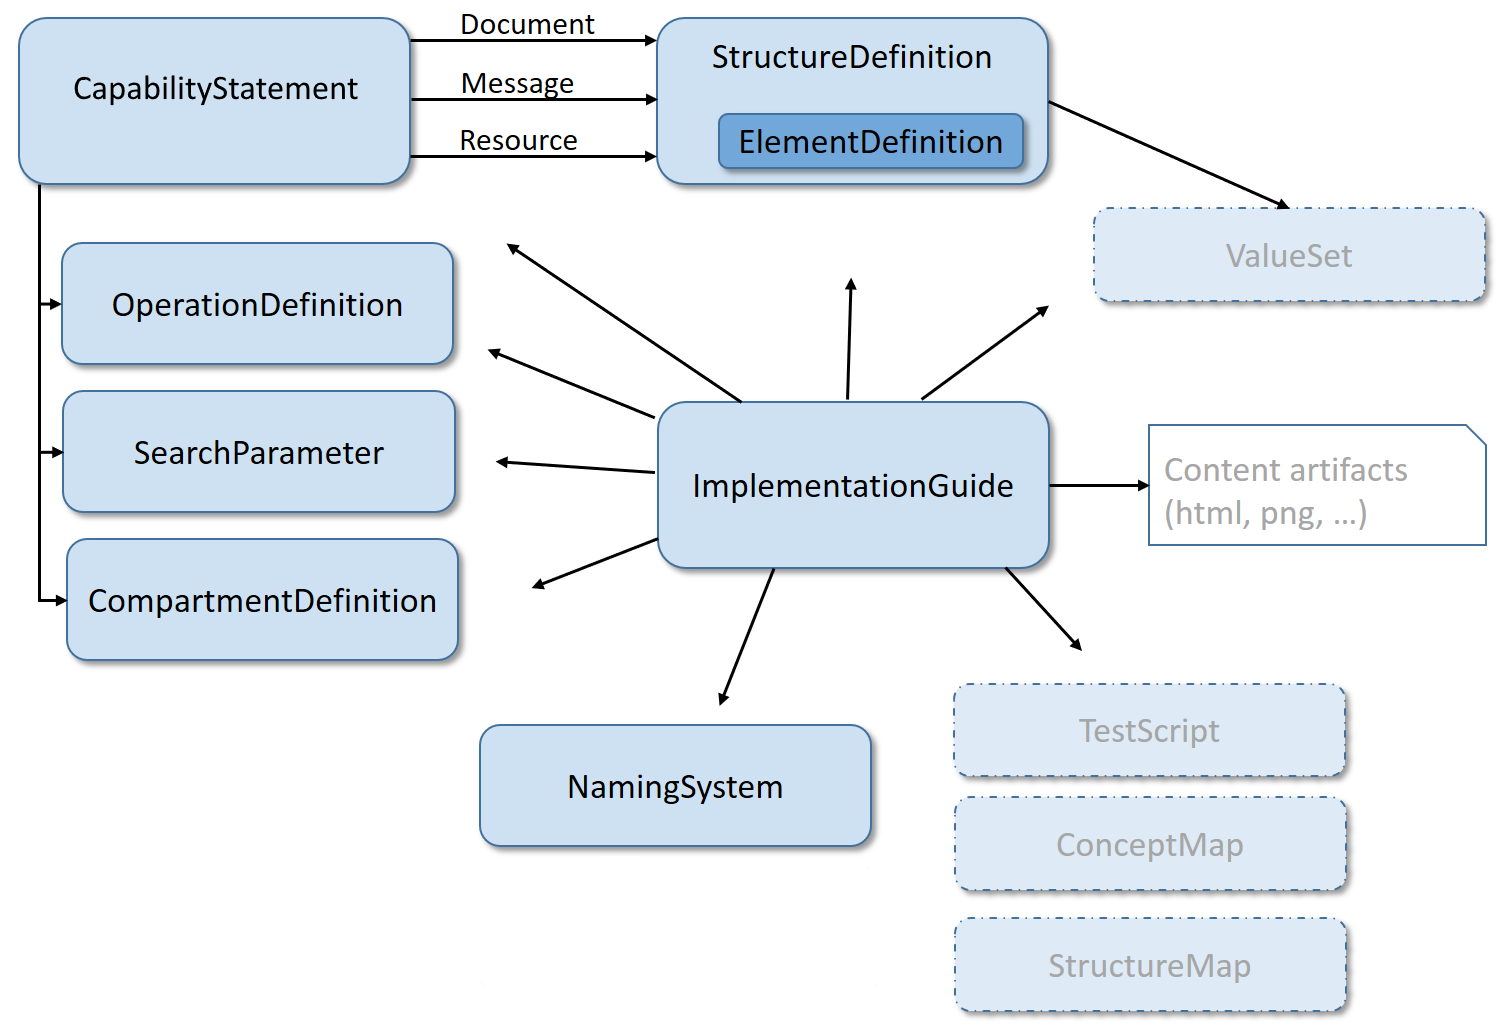 CapabilityStatement
Document
Message
Resource
StructureDefinition
ElementDefinition
ValueSet
OperationDefinition
SearchParameter
CompartmentDefinition
ImplementationGuide
Content artifacts
(html, png, ...)
NamingSystem
TestScript
ConceptMap
StructureMap